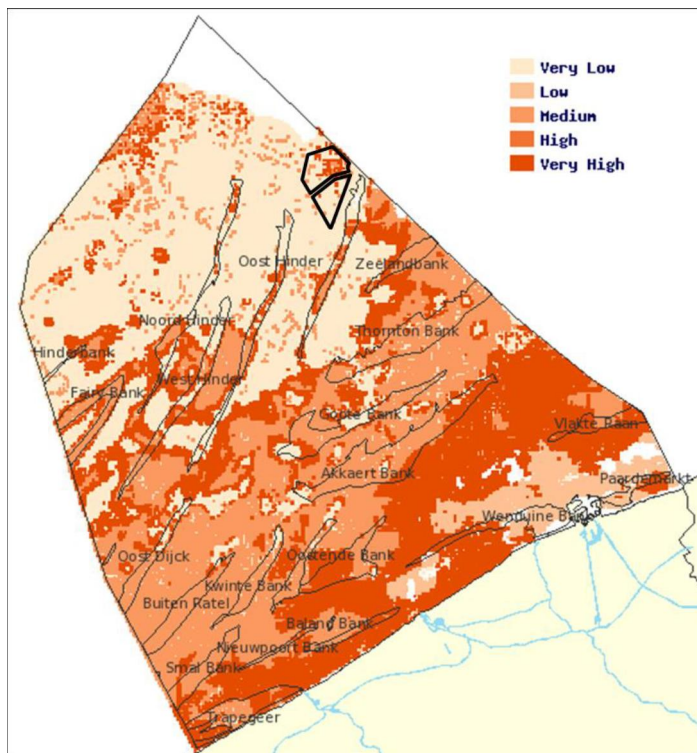 Very Low
Low
Medium
High
Very High
Oost Hinder
Zeelandbank
Noord Hinder
Thornton Bank
Hinderbank
West Hinder
Fairy Bank
Goote Bank
Vlakte Raan
Akkaert Bank
Paardemarkt
Wenduine Bank
Oost Dijck
Oostende Bank
Kwinte Bank
Buiten Ratel
Baland Bank
Nieuwpoort Bank
Smal Bank
Trapegeer